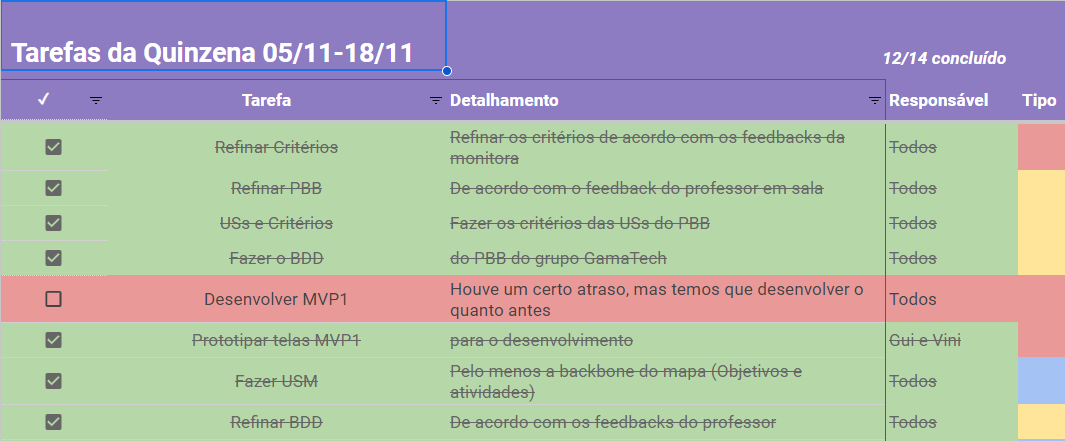 Tarefas da Quinzena 05/11-18/11
12/14 concluído
✓ Tarefa Detalhamento Responsável Tipo
Refinar Critérios Refinar os critérios de acordo com os feedbacks da monitora Todos
Refinar PBB De acordo com o feedback do professor em sala Todos
USs e Critérios Fazer os critérios das USs do PBB Todos
Fazer o BDD do PBB do grupo GamaTech Todos
Desenvolver MVP1 Houve um certo atraso, mas temos que desenvolver o quanto antes Todos
Prototipar telas MVP1 para o desenvolvimento Gui e Vini
Fazer USM Pelo menos a backbone do mapa (Objetivos e atividades) Todos
Refinar BDD De acordo com os feedbacks do professor Todos